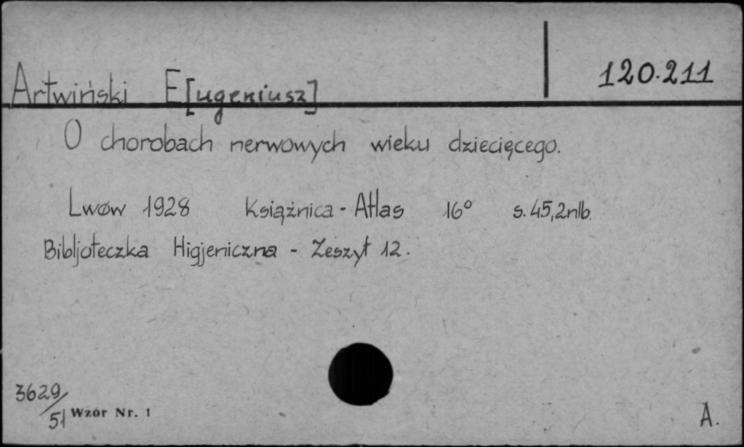 120.211
Artwiński E[ugeniusz]
O chorobach nerwowych wieku dziecięcego.
Lwów 1928 Książnica - Atlas 16° s. 45, 2nlb.
Bibljoteczka Higjeniczna - Zeszyt 12.
3629/51 Wzór Nr. 1
A.